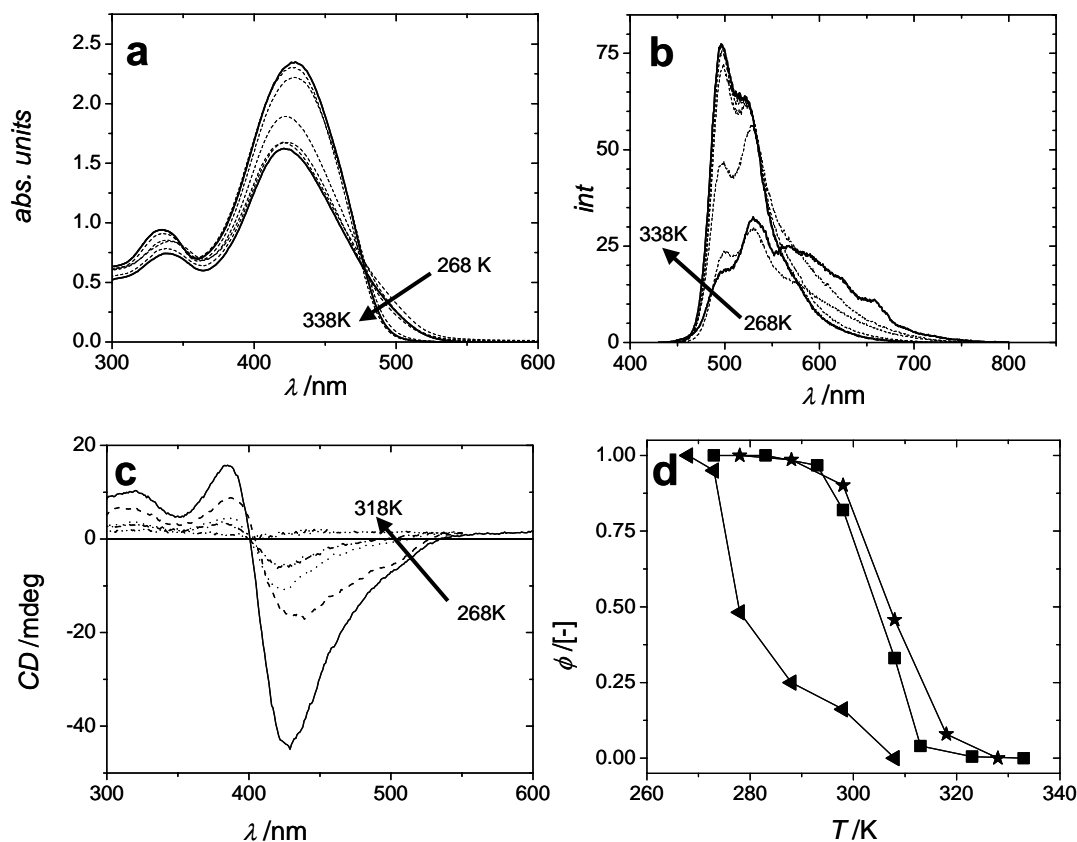 a
2.5
2.0
1.5
1.0
0.5
0.0
abs. units
268 K
338K
300 400 500 600
λ /nm
b
75
50
25
0
int
338K
268K
400 500 600 700 800
λ /nm
c
20
0
-20
-40
CD /mdeg
318K
268K
300 400 500 600
λ /nm
d
1.00
0.75
0.50
0.25
0.00
ϕ /[-]
260 280 300 320 340
T /K